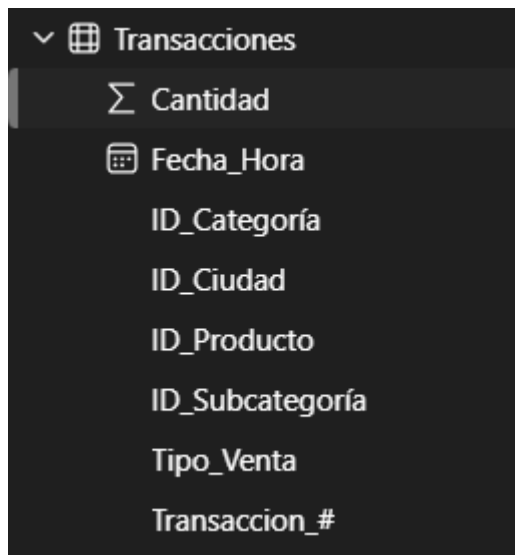 Transacciones
Cantidad
Fecha_Hora
ID_Categoría
ID_Ciudad
ID_Producto
ID_Subcategoría
Tipo_Venta
Transaccion_#